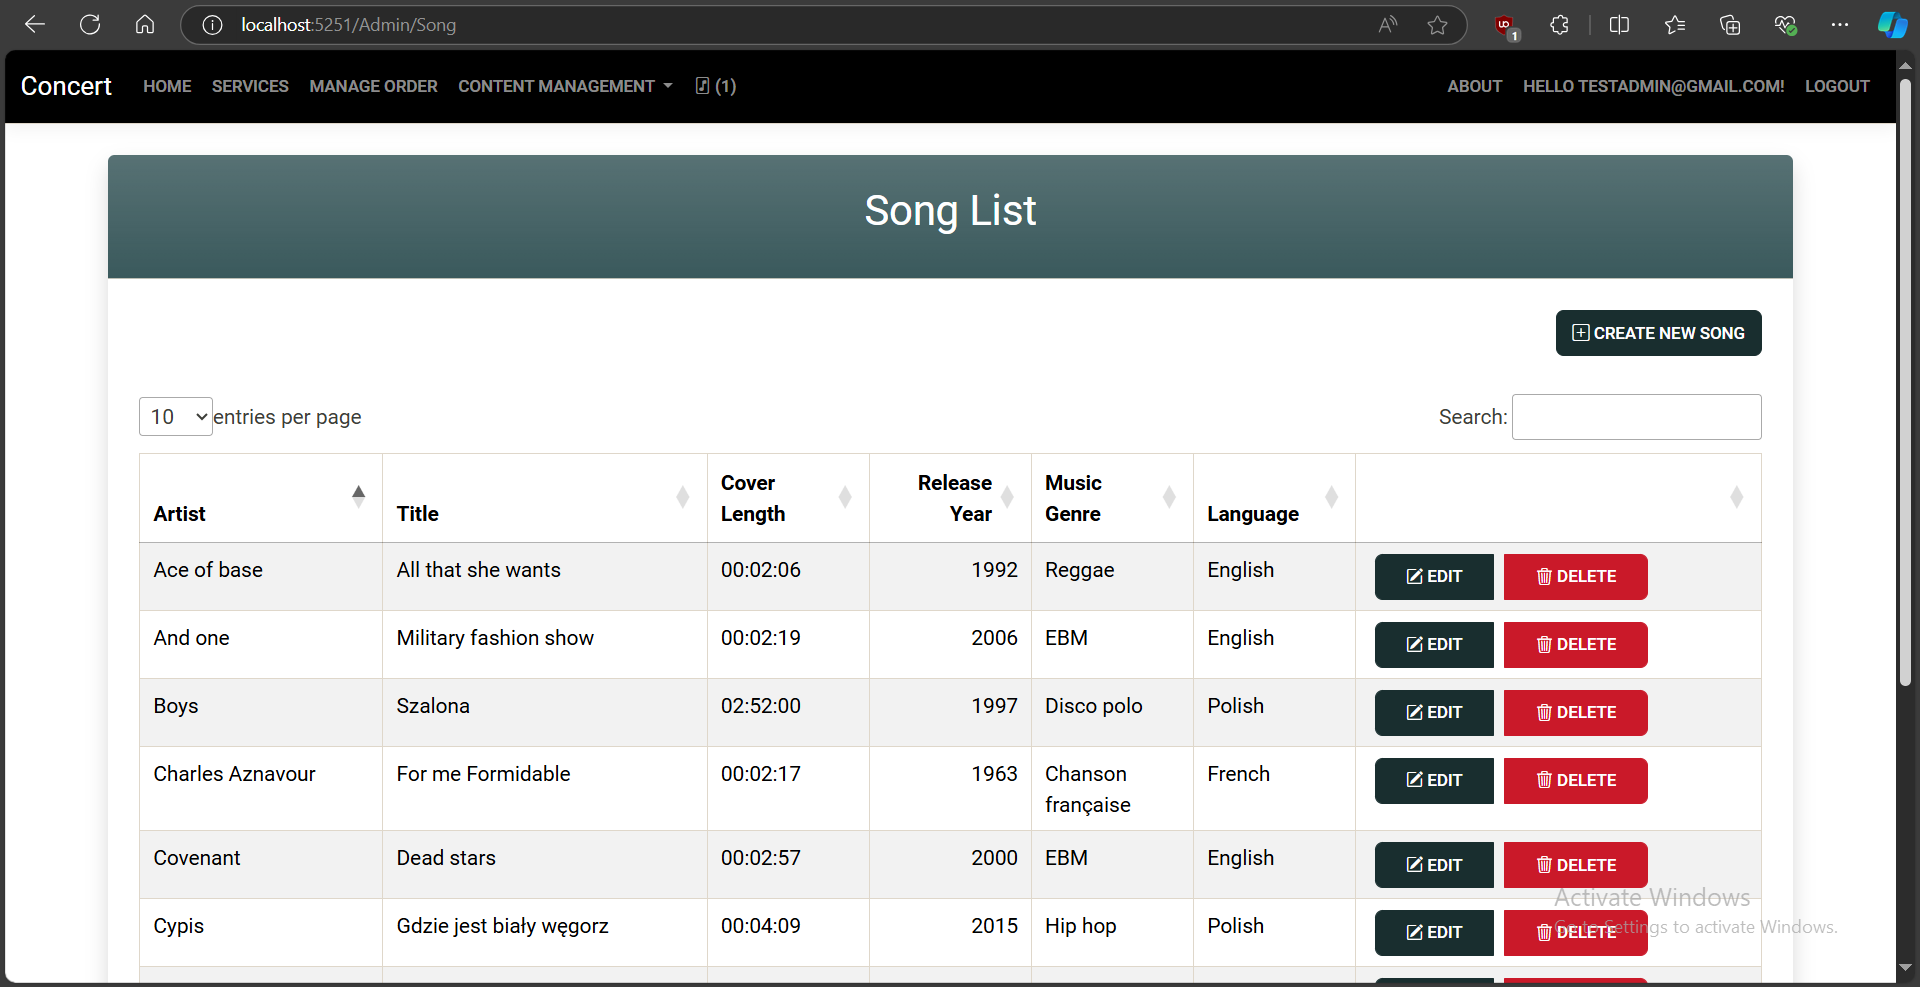 localhost:5251/Admin/Song
1
Concert HOME SERVICES MANAGE ORDER CONTENT MANAGEMENT (1) ABOUT HELLO TESTADMIN@GMAIL.COM! LOGOUT
Song List
CREATE NEW SONG
10 entries per page Search:
Artist Title Cover Length Release Year Music Genre Language
Ace of base All that she wants 00:02:06 1992 Reggae English EDIT DELETE
And one Military fashion show 00:02:19 2006 EBM English EDIT DELETE
Boys Szalona 02:52:00 1997 Disco polo Polish EDIT DELETE
Charles Aznavour For me Formidable 00:02:17 1963 Chanson française French EDIT DELETE
Covenant Dead stars 00:02:57 2000 EBM English EDIT DELETE
Cypis Gdzie jest biały węgorz 00:04:09 2015 Hip hop Polish EDIT DELETE
Activate Windows
Go to Settings to activate Windows.